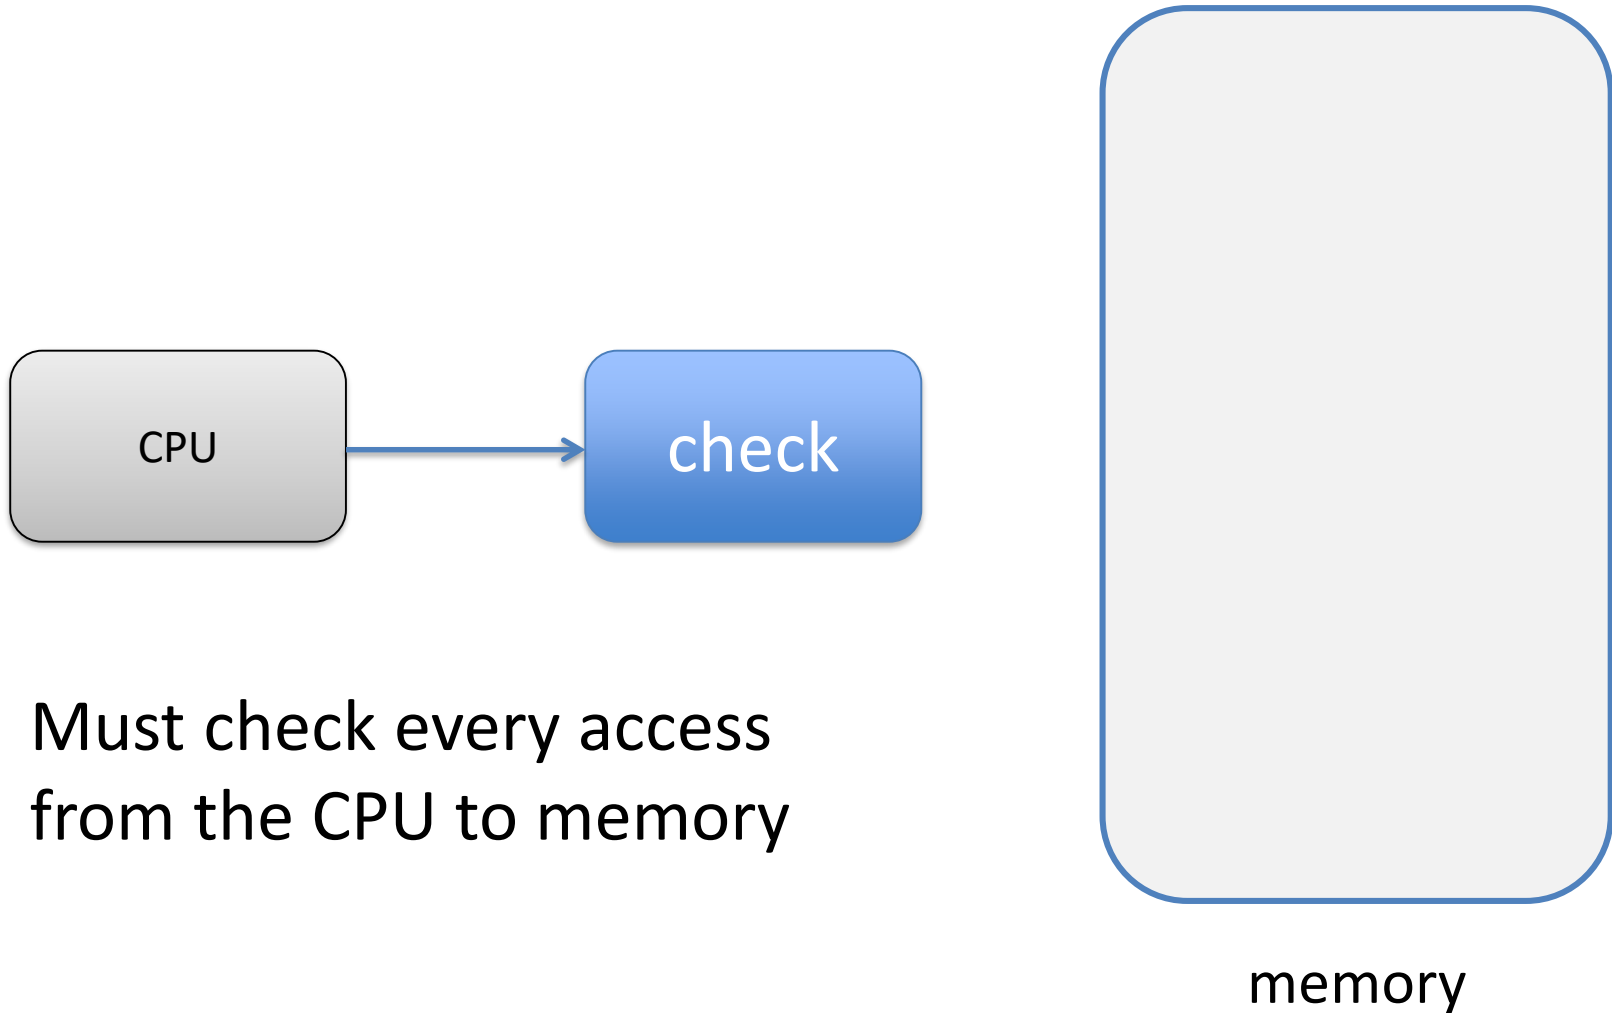 CPU
check
Must check every access
from the CPU to memory
memory